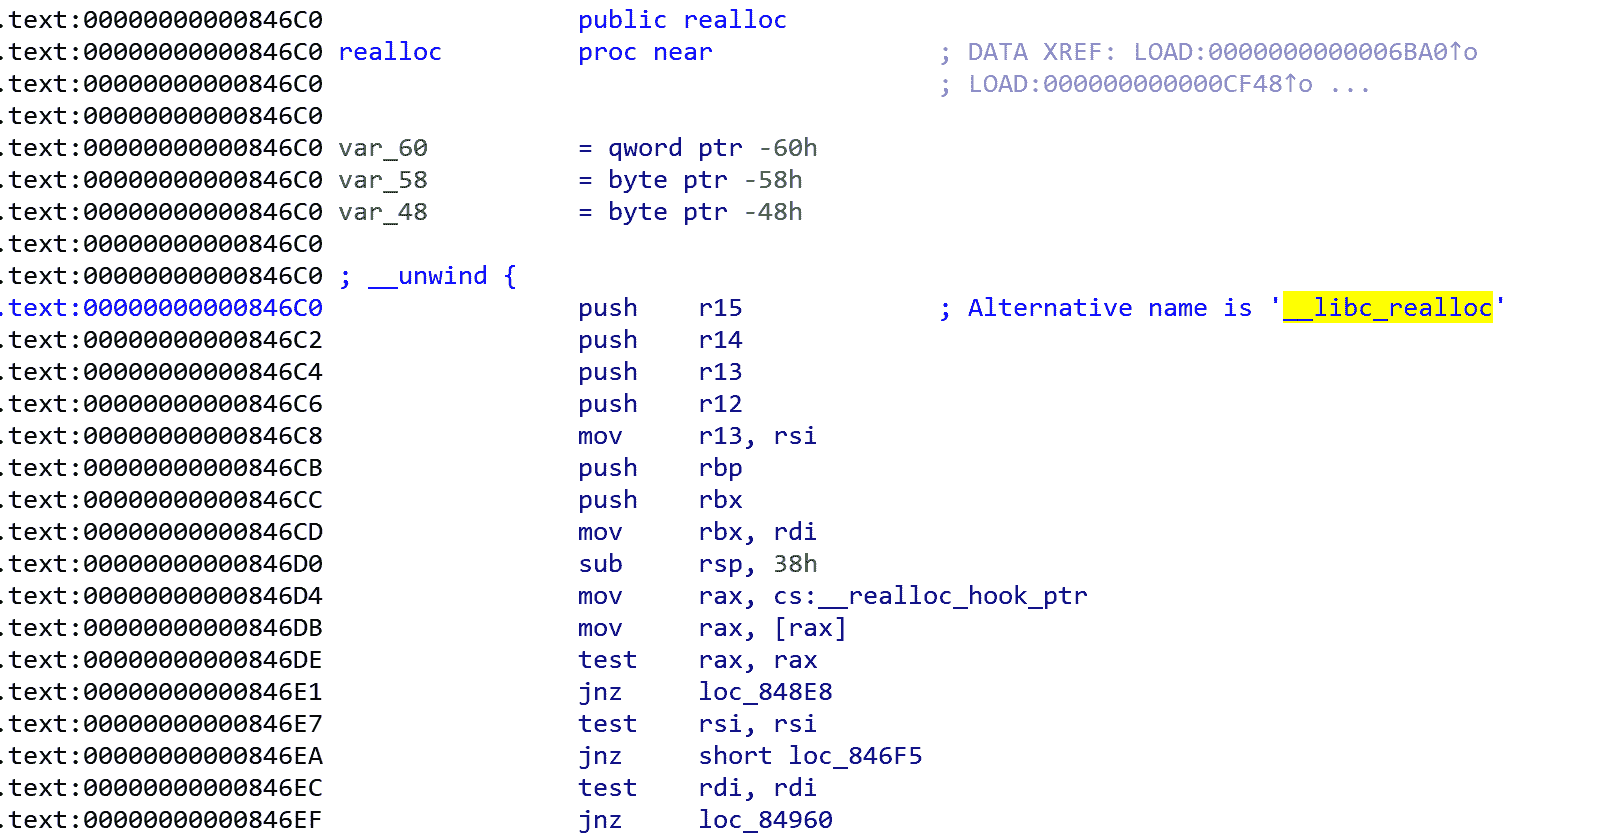 .text:00000000000846C0 public realloc
.text:00000000000846C0 realloc proc near ; DATA XREF: LOAD:0000000000006BA0↑o
.text:00000000000846C0 ; LOAD:000000000000CF48↑o ...
.text:00000000000846C0
.text:00000000000846C0 var_60 = qword ptr -60h
.text:00000000000846C0 var_58 = byte ptr -58h
.text:00000000000846C0 var_48 = byte ptr -48h
.text:00000000000846C0
.text:00000000000846C0 ; __unwind {
.text:00000000000846C0 push r15 ; Alternative name is '__libc_realloc'
.text:00000000000846C2 push r14
.text:00000000000846C4 push r13
.text:00000000000846C6 push r12
.text:00000000000846C8 mov r13, rsi
.text:00000000000846CB push rbp
.text:00000000000846CC push rbx
.text:00000000000846CD mov rbx, rdi
.text:00000000000846D0 sub rsp, 38h
.text:00000000000846D4 mov rax, cs:__realloc_hook_ptr
.text:00000000000846DB mov rax, [rax]
.text:00000000000846DE test rax, rax
.text:00000000000846E1 jnz loc_848E8
.text:00000000000846E7 test rsi, rsi
.text:00000000000846EA jnz short loc_846F5
.text:00000000000846EC test rdi, rdi
.text:00000000000846EF jnz loc_84960